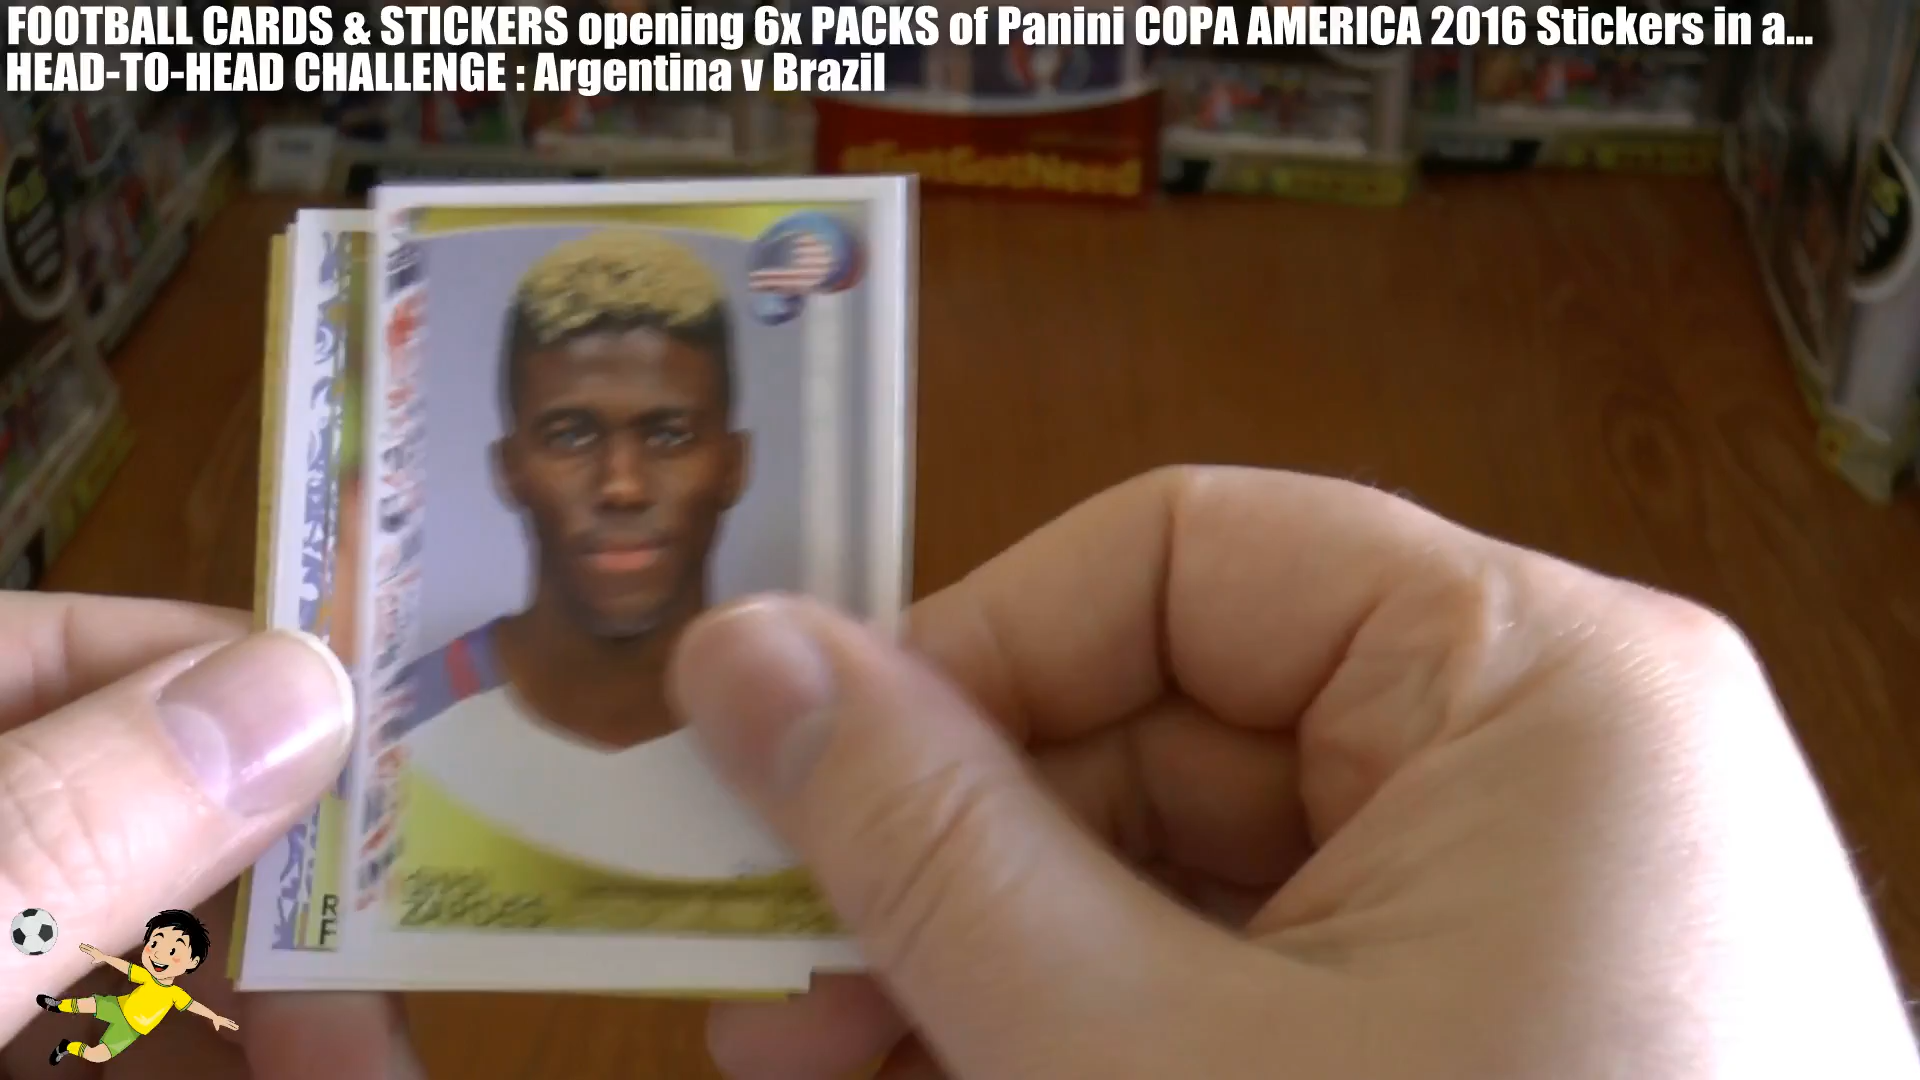 FOOTBALL CARDS & STICKERS opening 6x PACKS of Panini COPA AMERICA 2016 Stickers in a...
HEAD-TO-HEAD CHALLENGE : Argentina v Brazil
#GotGotNeed